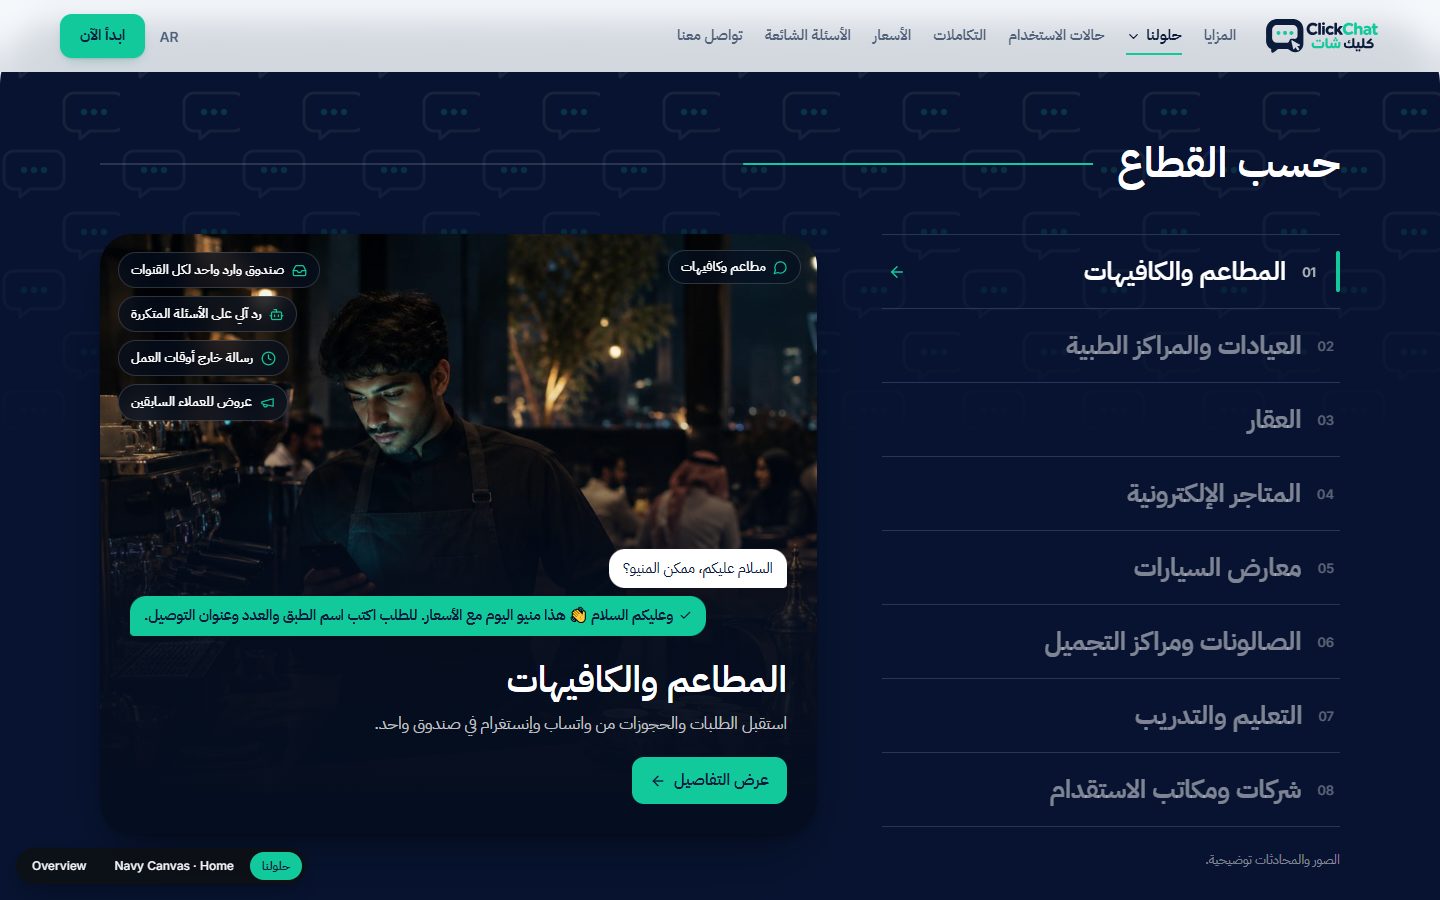 ClickChat
كليك شات
المزايا
حلولنا
حالات الاستخدام
التكاملات
الأسعار
الأسئلة الشائعة
تواصل معنا
AR
ابدأ الآن
حسب القطاع
01 المطاعم والكافيهات
02 العيادات والمراكز الطبية
03 العقار
04 المتاجر الإلكترونية
05 معارض السيارات
06 الصالونات ومراكز التجميل
07 التعليم والتدريب
08 شركات ومكاتب الاستقدام
الصور والمحادثات توضيحية.
مطاعم وكافيهات
صندوق وارد واحد لكل القنوات
رد آلي على الأسئلة المتكررة
رسالة خارج أوقات العمل
عروض للعملاء السابقين
السلام عليكم، ممكن المنيو؟
وعليكم السلام 👋 هذا منيو اليوم مع الأسعار. للطلب اكتب اسم الطبق والعدد وعنوان التوصيل.
المطاعم والكافيهات
استقبل الطلبات والحجوزات من واتساب وإنستغرام في صندوق واحد.
عرض التفاصيل
حلولنا
Navy Canvas · Home
Overview